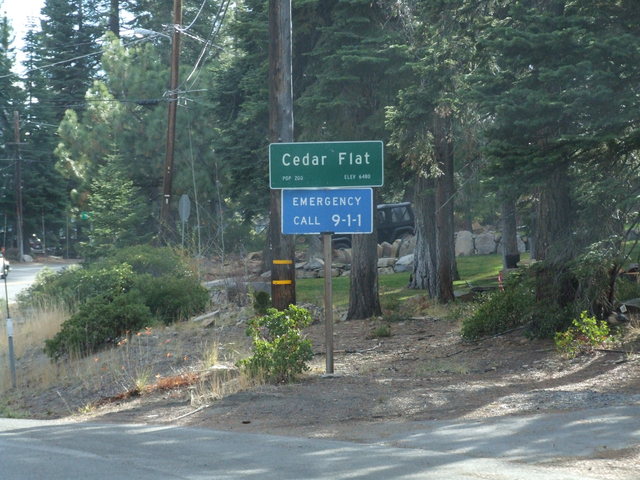 Cedar Flat
POP 200 ELEV 6480
EMERGENCY
CALL 9-1-1